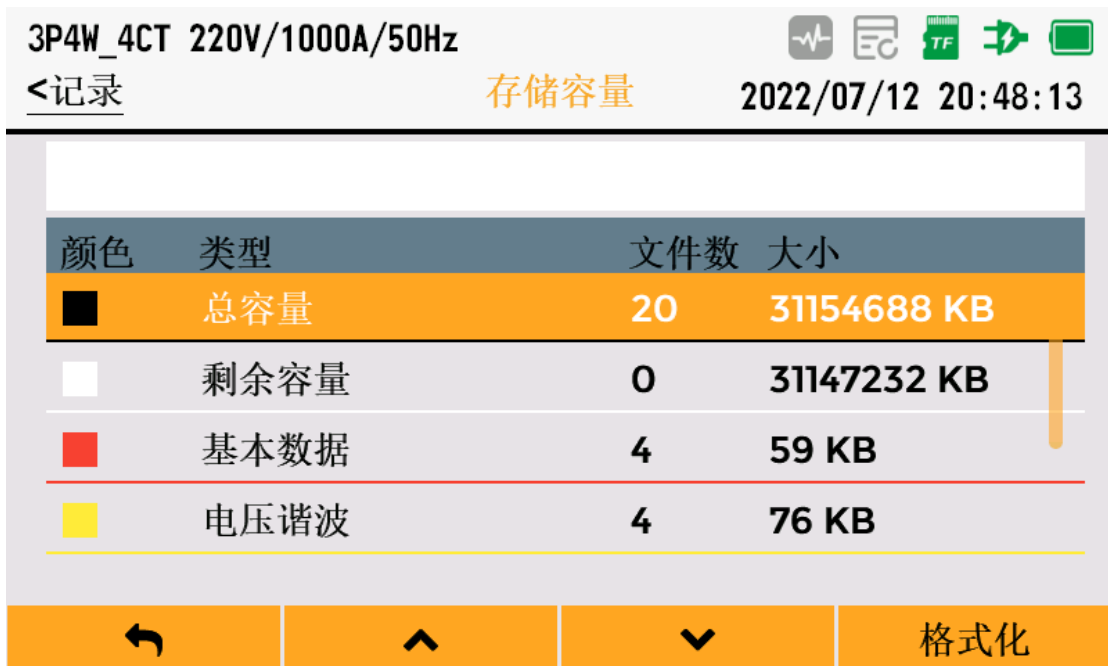 3P4W_4CT 220V/1000A/50Hz
TF
<记录 存储容量 2022/07/12 20:48:13
颜色 类型 文件数 大小
总容量 20 31154688 KB
剩余容量 0 31147232 KB
基本数据 4 59 KB
电压谐波 4 76 KB
格式化